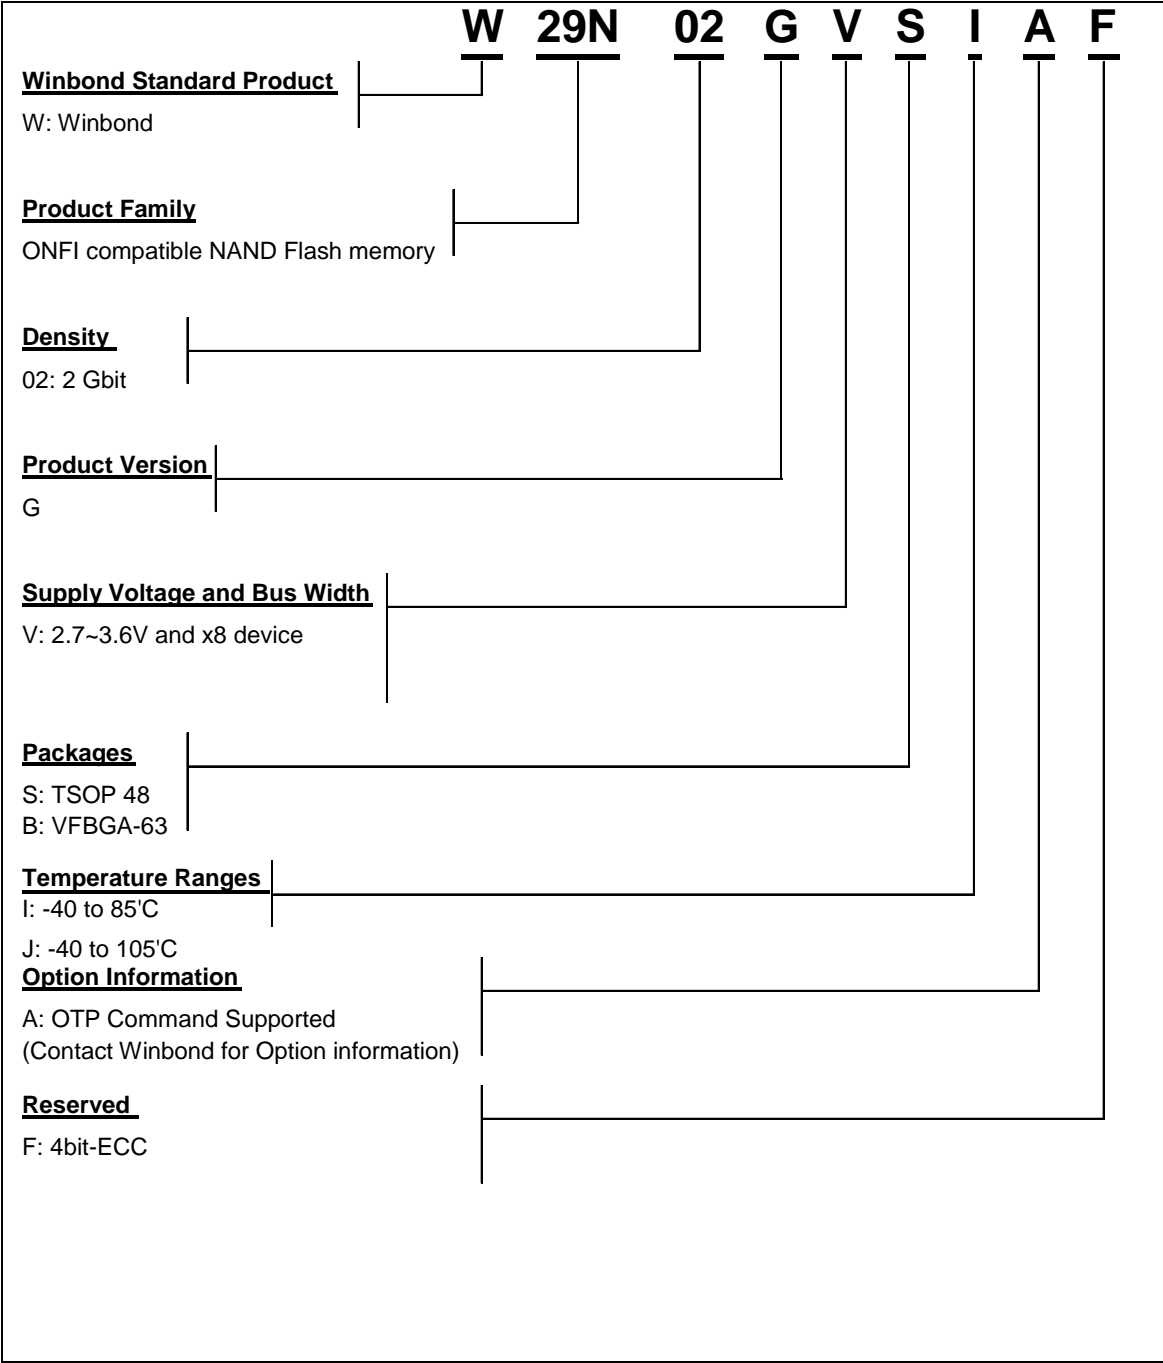 W 29N 02 G V S I A F
Winbond Standard Product
W: Winbond
Product Family
ONFI compatible NAND Flash memory
Density
02: 2 Gbit
Product Version
G
Supply Voltage and Bus Width
V: 2.7~3.6V and x8 device
Packages
S: TSOP 48
B: VFBGA-63
Temperature Ranges
I: -40 to 85'C
J: -40 to 105'C
Option Information
A: OTP Command Supported
(Contact Winbond for Option information)
Reserved
F: 4bit-ECC